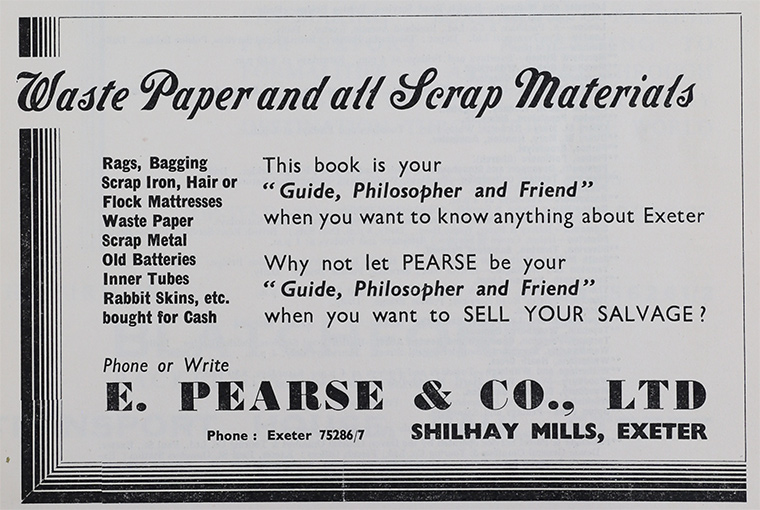 Waste Paper and all Scrap Materials
Rags, Bagging
Scrap Iron, Hair or
Flock Mattresses
Waste Paper
Scrap Metal
Old Batteries
Inner Tubes
Rabbit Skins, etc.
bought for Cash
This book is your
"Guide, Philosopher and Friend"
when you want to know anything about Exeter
Why not let PEARSE be your
"Guide, Philosopher and Friend"
when you want to SELL YOUR SALVAGE?
Phone or Write
E. PEARSE & CO., LTD
Phone: Exeter 75286/7
SHILHAY MILLS, EXETER